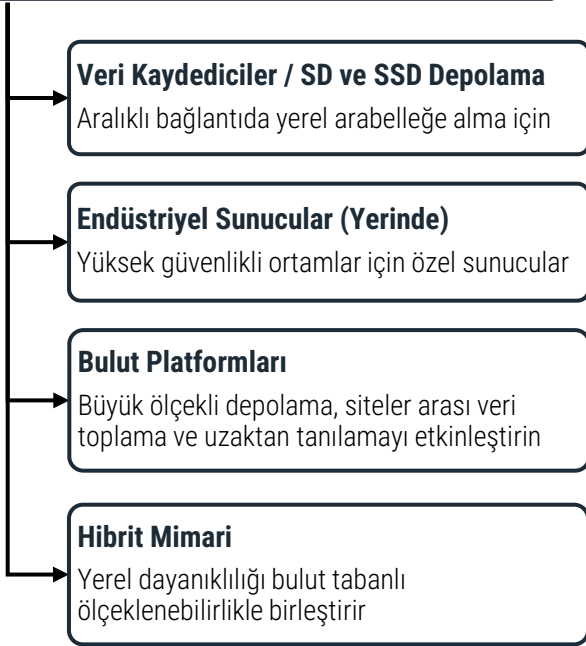 Veri Kaydediciler / SD ve SSD Depolama
Aralıklı bağlantıda yerel arabelleğe alma için
Endüstriyel Sunucular (Yerinde)
Yüksek güvenlikli ortamlar için özel sunucular
Bulut Platformları
Büyük ölçekli depolama, siteler arası veri
toplama ve uzaktan tanılamayı etkinleştirin
Hibrit Mimari
Yerel dayanıklılığı bulut tabanlı
ölçeklenebilirlikle birleştirir